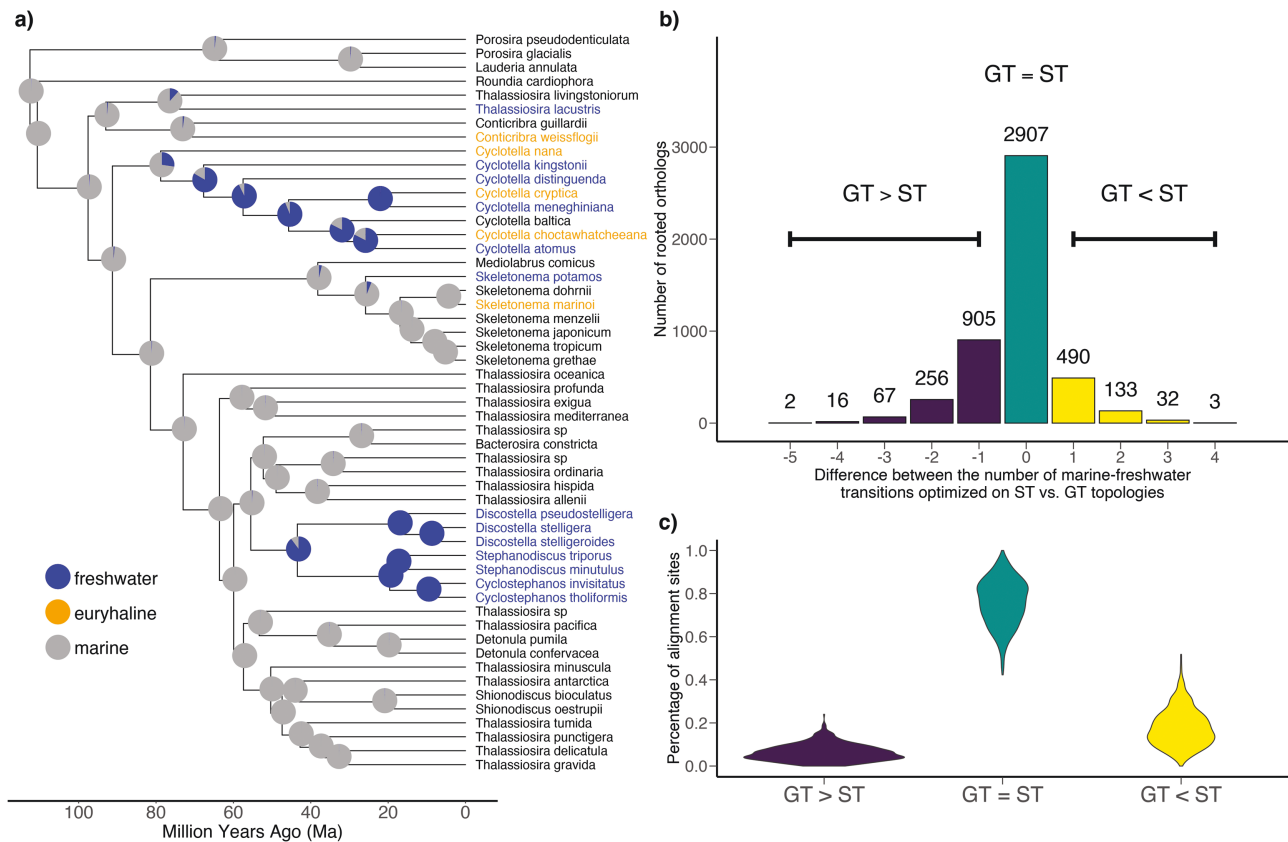 a)
Porosira pseudodenticulata
Porosira glacialis
Lauderia annulata
Roundia cardiophora
Thalassiosira livingstoniorum
Thalassiosira lacustris
Conticribra guillardii
Conticribra weissflogii
Cyclotella nana
Cyclotella kingstonii
Cyclotella distinguenda
Cyclotella cryptica
Cyclotella meneghiniana
Cyclotella baltica
Cyclotella choctawhatcheeana
Cyclotella atomus
Mediolabrus comicus
Skeletonema potamos
Skeletonema dohrnii
Skeletonema marinoi
Skeletonema menzelii
Skeletonema japonicum
Skeletonema tropicum
Skeletonema grethae
Thalassiosira oceanica
Thalassiosira profunda
Thalassiosira exigua
Thalassiosira mediterranea
Thalassiosira sp
Bacterosira constricta
Thalassiosira sp
Thalassiosira ordinaria
Thalassiosira hispida
Thalassiosira allenii
Discostella pseudostelligera
Discostella stelligera
Discostella stelligeroides
Stephanodiscus triporus
Stephanodiscus minutulus
Cyclostephanos invisitatus
Cyclostephanos tholiformis
Thalassiosira sp
Thalassiosira pacifica
Detonula pumila
Detonula confervacea
Thalassiosira minuscula
Thalassiosira antarctica
Shionodiscus bioculatus
Shionodiscus oestrupii
Thalassiosira tumida
Thalassiosira punctigera
Thalassiosira delicatula
Thalassiosira gravida
freshwater
euryhaline
marine
100 80 60 40 20 0
Million Years Ago (Ma)
b)
GT = ST
GT > ST
GT < ST
Number of rooted orthologs
3000
2000
1000
0
2 16 67 256 905 2907 490 133 32 3
-5 -4 -3 -2 -1 0 1 2 3 4
Difference between the number of marine-freshwater
transitions optimized on ST vs. GT topologies
c)
Percentage of alignment sites
1.0
0.8
0.6
0.4
0.2
0.0
GT > ST GT = ST GT < ST